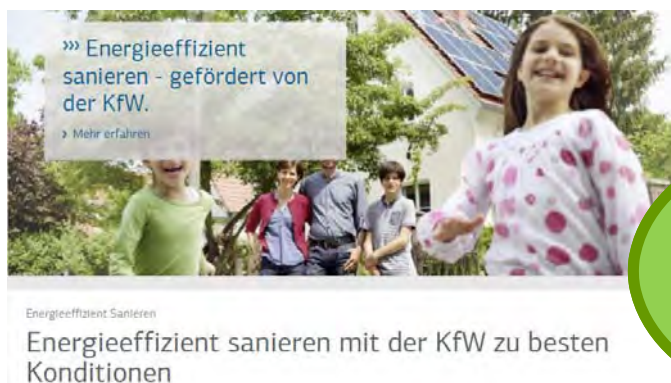 ››› Energieeffizient
sanieren - gefördert von
der KfW.
› Mehr erfahren
Energieeffizient Sanieren
Energieeffizient sanieren mit der KfW zu besten
Konditionen